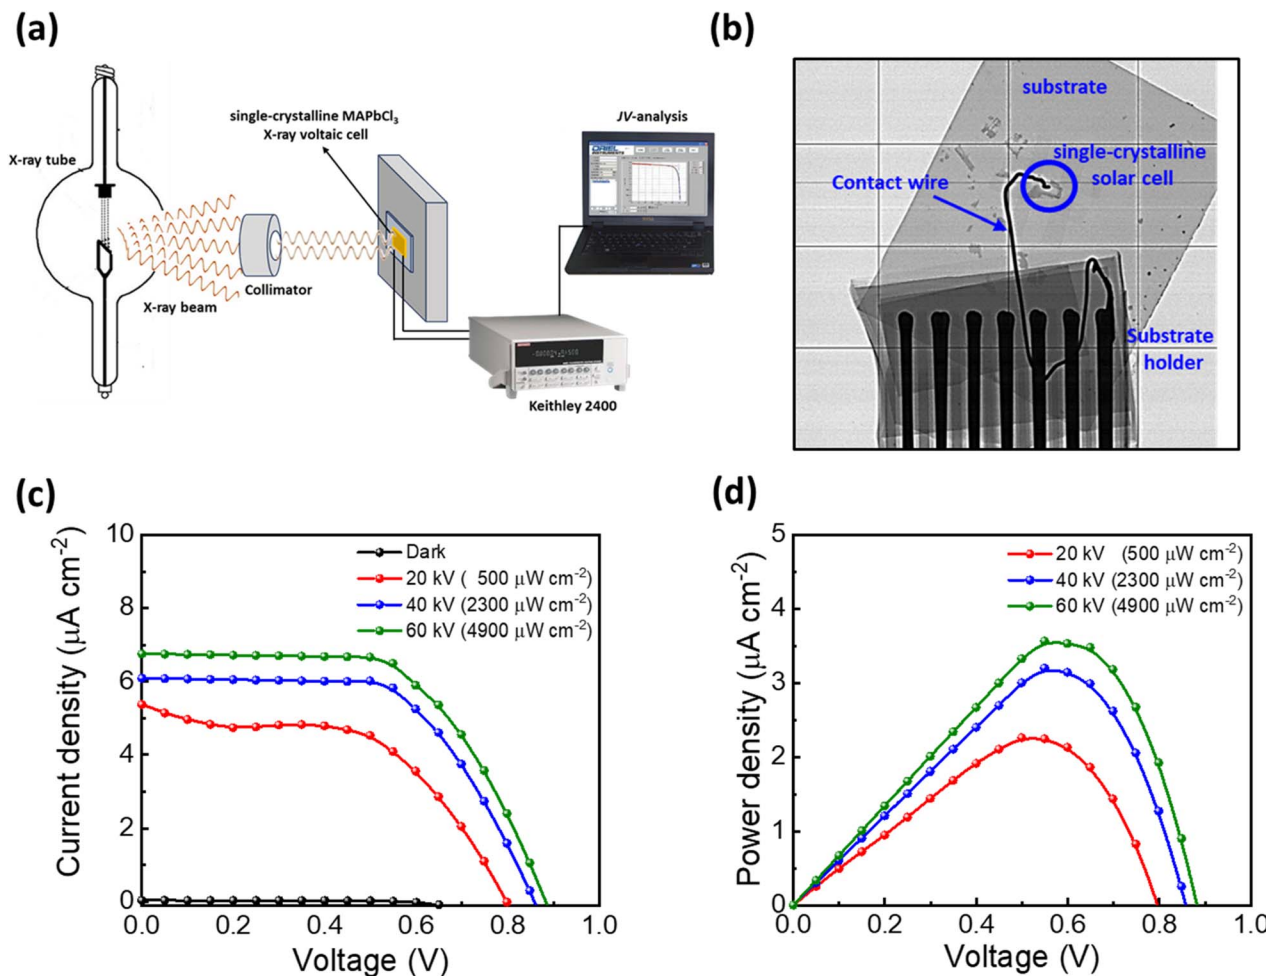 (a)
X-ray tube
single-crystalline MAPbCl3
X-ray voltaic cell
JV-analysis
X-ray beam
Collimator
Keithley 2400
(b)
substrate
single-crystalline
solar cell
Contact wire
Substrate
holder
(c)
Current density (μA cm-2)
10
8
6
4
2
0
Dark
20 kV ( 500 μW cm-2)
40 kV (2300 μW cm-2)
60 kV (4900 μW cm-2)
0.0 0.2 0.4 0.6 0.8 1.0
Voltage (V)
(d)
Power density (μA cm-2)
5
4
3
2
1
0
20 kV (500 μW cm-2)
40 kV (2300 μW cm-2)
60 kV (4900 μW cm-2)
0.0 0.2 0.4 0.6 0.8 1.0
Voltage (V)